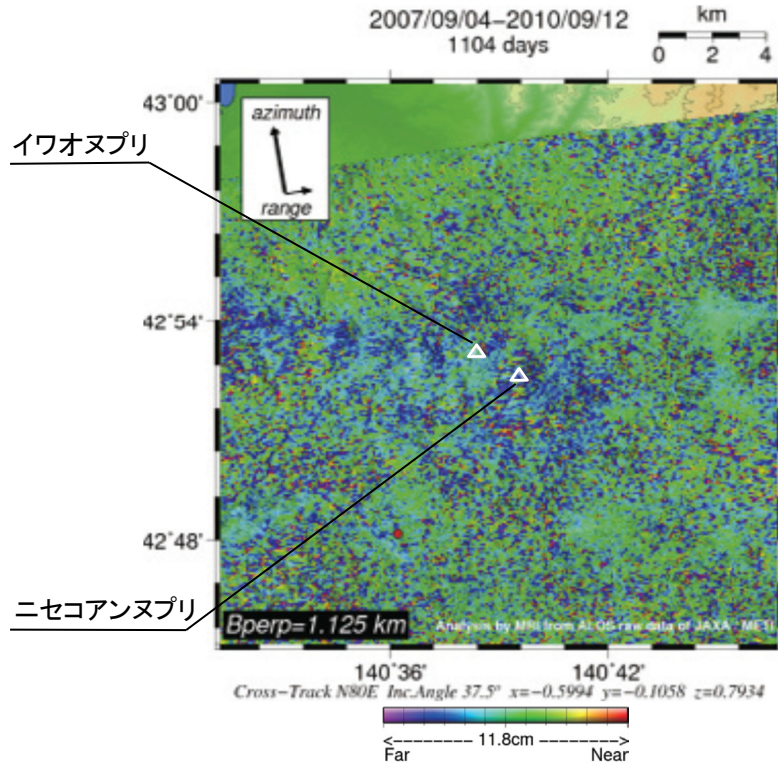 2007/09/04−2010/09/12
1104 days
km
0 2 4
43°00'
azimuth
range
イワオヌプリ
42°54'
42°48'
ニセコアンヌプリ
Bperp=1.125 km
Analysis by MRI from ALOS raw data of JAXA, METI
140°36' 140°42'
Cross−Track N80E Inc.Angle 37.5° x=−0.5994 y=−0.1058 z=0.7934
<−−−−−−−− 11.8cm −−−−−−−−>
Far Near